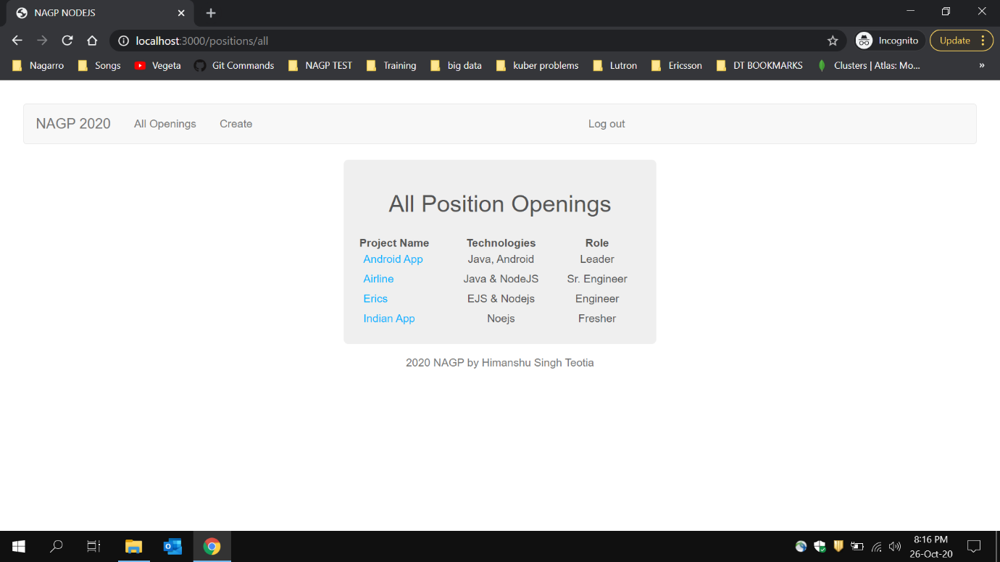 NAGP NODEJS
localhost:3000/positions/all
Incognito
Update
Nagarro
Songs
Vegeta
Git Commands
NAGP TEST
Training
big data
kuber problems
Lutron
Ericsson
DT BOOKMARKS
Clusters | Atlas: Mo...
»
NAGP 2020 All Openings Create Log out
All Position Openings
Project Name Technologies Role
Android App Java, Android Leader
Airline Java & NodeJS Sr. Engineer
Erics EJS & Nodejs Engineer
Indian App Noejs Fresher
2020 NAGP by Himanshu Singh Teotia
8:16 PM
26-Oct-20